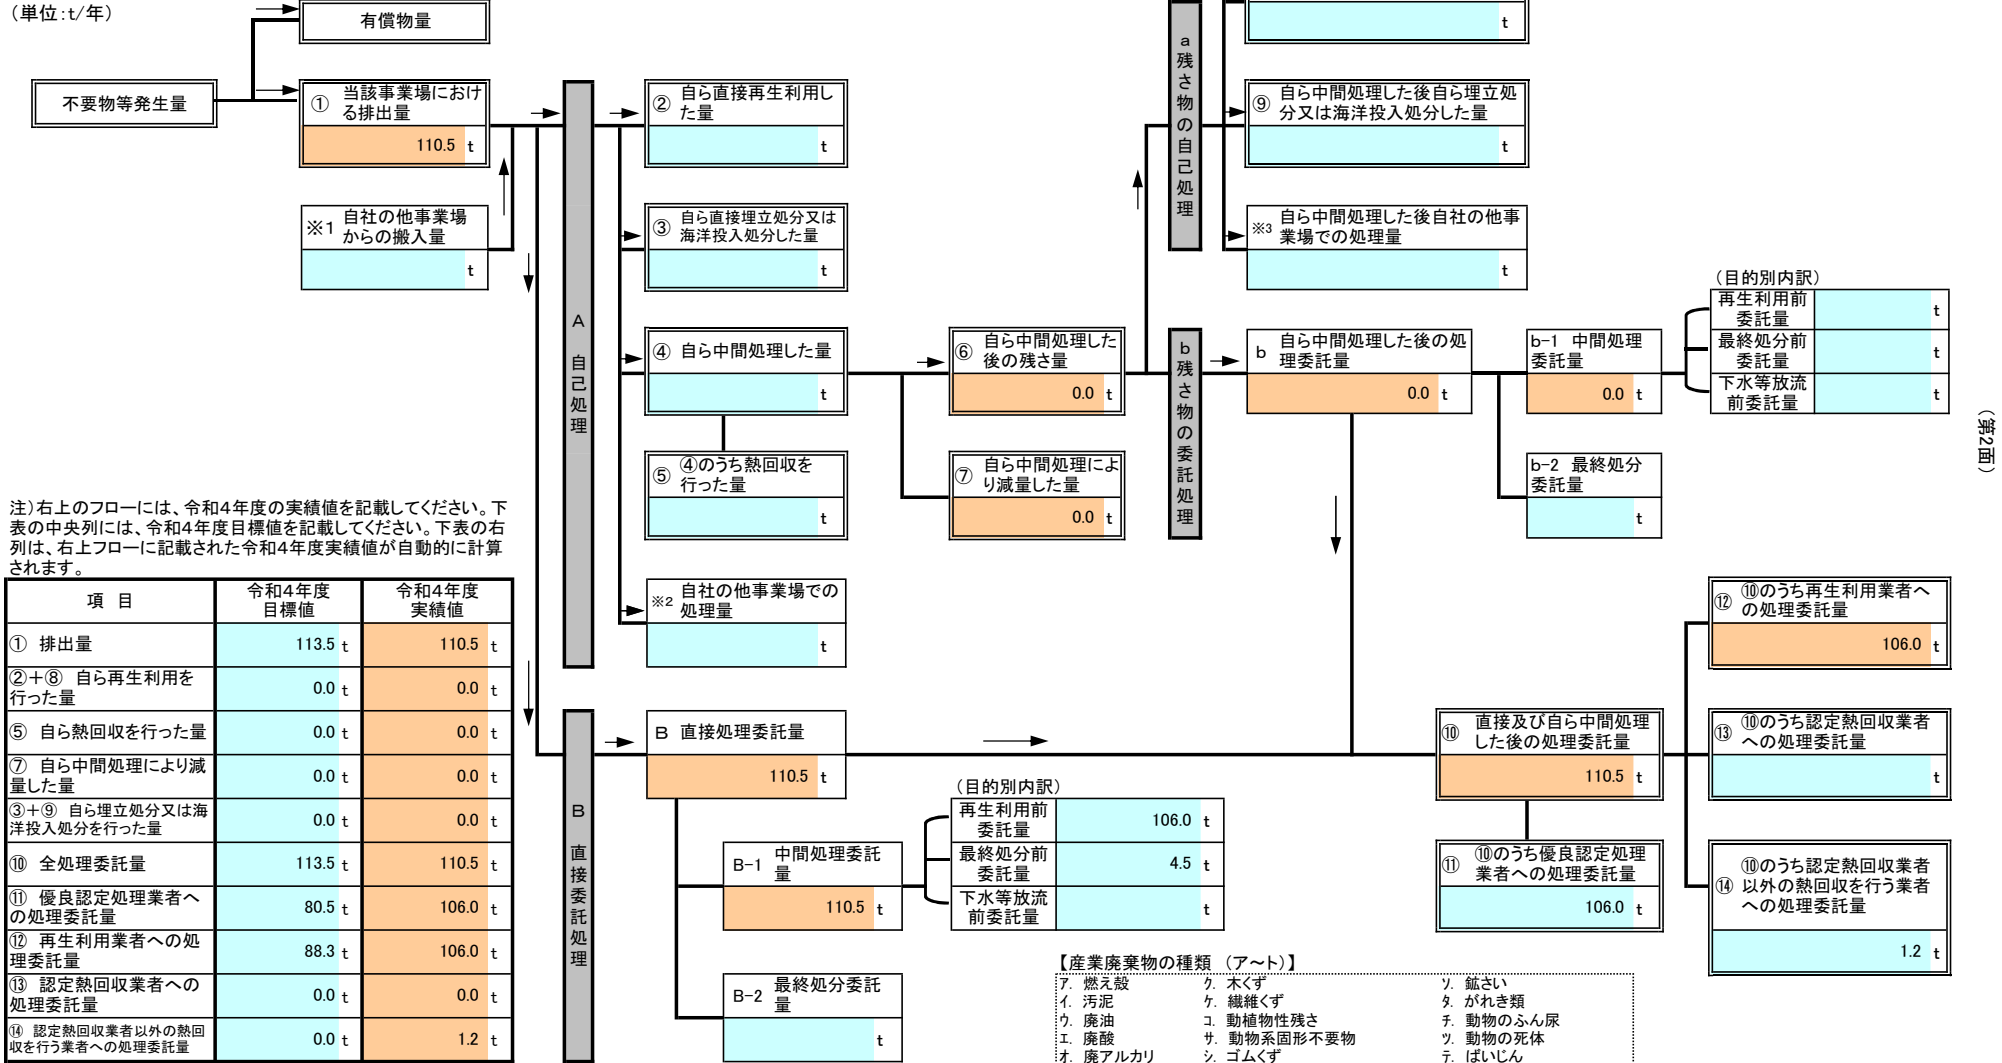 （単位：t/年）
有償物量
不要物等発生量
① 当該事業場におけ
る排出量
110.5 t
※1 自社の他事業場
からの搬入量
t
A 自己処理
② 自ら直接再生利用し
た量
t
③ 自ら直接埋立処分又は
海洋投入処分した量
t
④ 自ら中間処理した量
t
⑤ ④のうち熱回収を
行った量
t
※2 自社の他事業場での
処理量
t
⑥ 自ら中間処理した
後の残さ量
0.0 t
⑦ 自ら中間処理によ
り減量した量
0.0 t
a 残さ物の自己処理
t
⑨ 自ら中間処理した後自ら埋立処
分又は海洋投入処分した量
t
※3 自ら中間処理した後自社の他事
業場での処理量
t
b 残さ物の委託処理
b 自ら中間処理した後の処
理委託量
0.0 t
b-1 中間処理
委託量
0.0 t
b-2 最終処分
委託量
t
（目的別内訳）
再生利用前
委託量
t
最終処分前
委託量
t
下水等放流
前委託量
t
（第2面）
注）右上のフローには、令和４年度の実績値を記載してください。下
表の中央列には、令和４年度目標値を記載してください。下表の右
列は、右上フローに記載された令和４年度実績値が自動的に計算
されます。
項 目
令和４年度
目標値
令和４年度
実績値
① 排出量 113.5 t 110.5 t
②＋⑧ 自ら再生利用を
行った量 0.0 t 0.0 t
⑤ 自ら熱回収を行った量 0.0 t 0.0 t
⑦ 自ら中間処理により減
量した量 0.0 t 0.0 t
③＋⑨ 自ら埋立処分又は海
洋投入処分を行った量 0.0 t 0.0 t
⑩ 全処理委託量 113.5 t 110.5 t
⑪ 優良認定処理業者へ
の処理委託量 80.5 t 106.0 t
⑫ 再生利用業者への処
理委託量 88.3 t 106.0 t
⑬ 認定熱回収業者への
処理委託量 0.0 t 0.0 t
⑭ 認定熱回収業者以外の熱回
収を行う業者への処理委託量 0.0 t 1.2 t
B 直接委託処理
B 直接処理委託量
110.5 t
B-1 中間処理委託
量
110.5 t
B-2 最終処分委託
量
t
（目的別内訳）
再生利用前
委託量
106.0 t
最終処分前
委託量
4.5 t
下水等放流
前委託量
t
⑩ 直接及び自ら中間処理
した後の処理委託量
110.5 t
⑪ ⑩のうち優良認定処理
業者への処理委託量
106.0 t
⑫ ⑩のうち再生利用業者へ
の処理委託量
106.0 t
⑬ ⑩のうち認定熱回収業者
への処理委託量
t
⑭ ⑩のうち認定熱回収業者
以外の熱回収を行う業者
への処理委託量
1.2 t
【産業廃棄物の種類 （ア～ト）】
ア. 燃え殻 ク. 木くず ソ. 鉱さい
イ. 汚泥 ケ. 繊維くず タ. がれき類
ウ. 廃油 コ. 動植物性残さ チ. 動物のふん尿
エ. 廃酸 サ. 動物系固形不要物 ツ. 動物の死体
オ. 廃アルカリ シ. ゴムくず テ. ばいじん